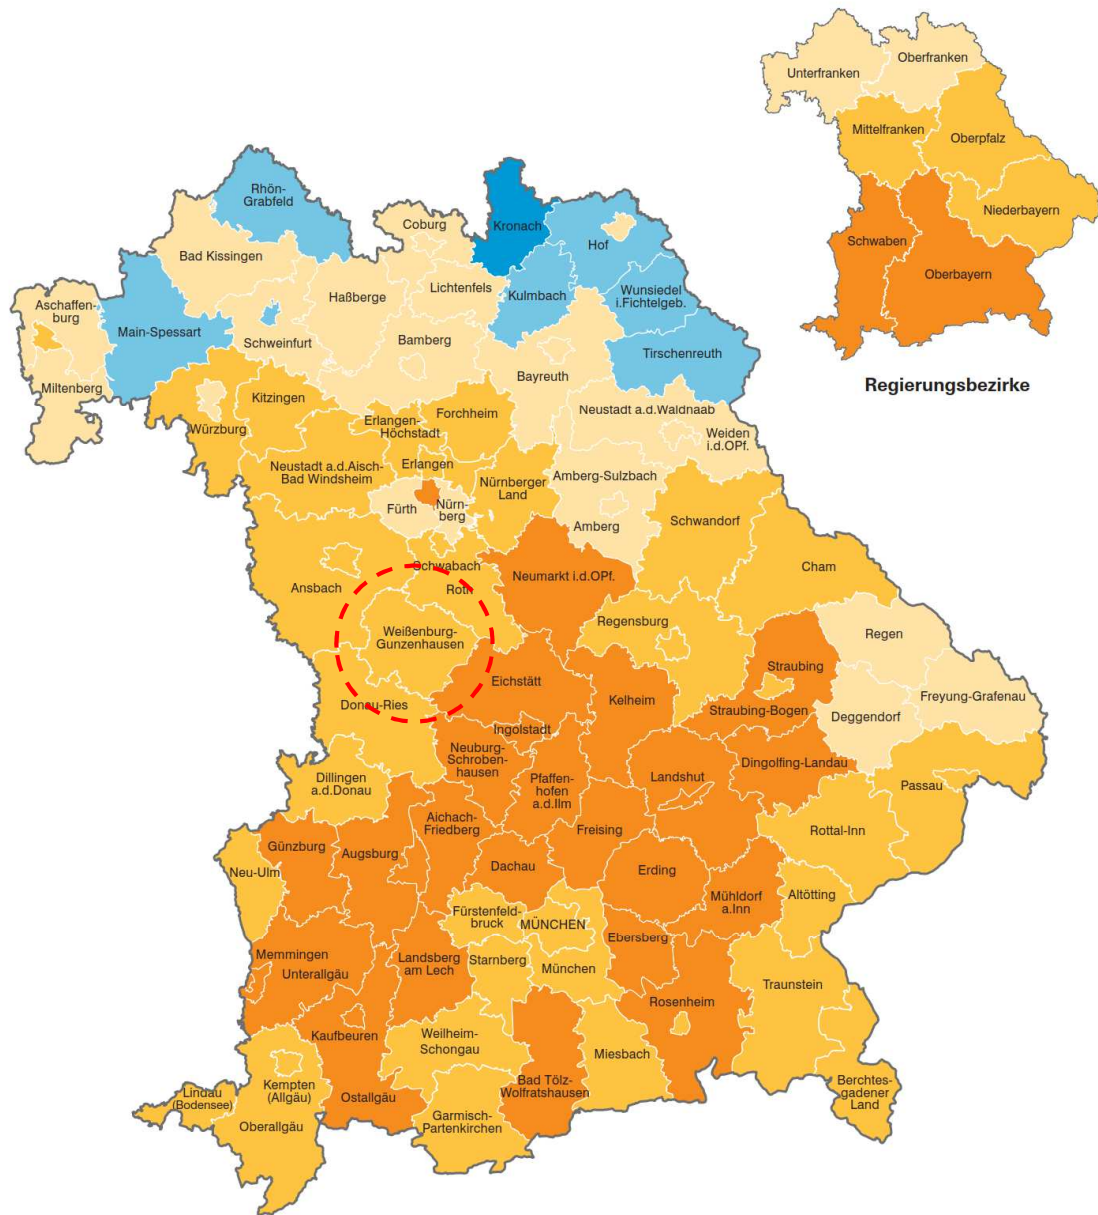 Unterfranken
Oberfranken
Mittelfranken
Oberpfalz
Niederbayern
Schwaben
Oberbayern
Regierungsbezirke
Rhön-
Grabfeld
Coburg
Kronach
Hof
Bad Kissingen
Lichtenfels
Kulmbach
Wunsiedel
i.Fichtelgeb.
Haßberge
Aschaffen-
burg
Main-Spessart
Schweinfurt
Bamberg
Tirschenreuth
Bayreuth
Miltenberg
Kitzingen
Forchheim
Neustadt a.d.Waldnaab
Würzburg
Erlangen-
Höchstadt
Weiden
i.d.OPf.
Neustadt a.d.Aisch-
Bad Windsheim
Erlangen
Nürnberger
Land
Amberg-Sulzbach
Fürth
Nürn-
berg
Amberg
Schwandorf
Schwabach
Ansbach
Roth
Neumarkt i.d.OPf.
Cham
Weißenburg-
Gunzenhausen
Regensburg
Regen
Straubing
Eichstätt
Kelheim
Freyung-Grafenau
Donau-Ries
Straubing-Bogen
Deggendorf
Ingolstadt
Neuburg-
Schroben-
hausen
Dingolfing-Landau
Dillingen
a.d.Donau
Pfaffen-
hofen
a.d.Ilm
Landshut
Passau
Aichach-
Friedberg
Freising
Rottal-Inn
Günzburg
Augsburg
Dachau
Erding
Neu-Ulm
Mühldorf
a.Inn
Altötting
Fürstenfeld-
bruck
MÜNCHEN
Ebersberg
Memmingen
Landsberg
am Lech
Starnberg
München
Unterallgäu
Traunstein
Rosenheim
Kaufbeuren
Weilheim-
Schongau
Miesbach
Kempten
(Allgäu)
Bad Tölz-
Wolfratshausen
Berchtes-
gadener
Land
Lindau
(Bodensee)
Ostallgäu
Garmisch-
Partenkirchen
Oberallgäu